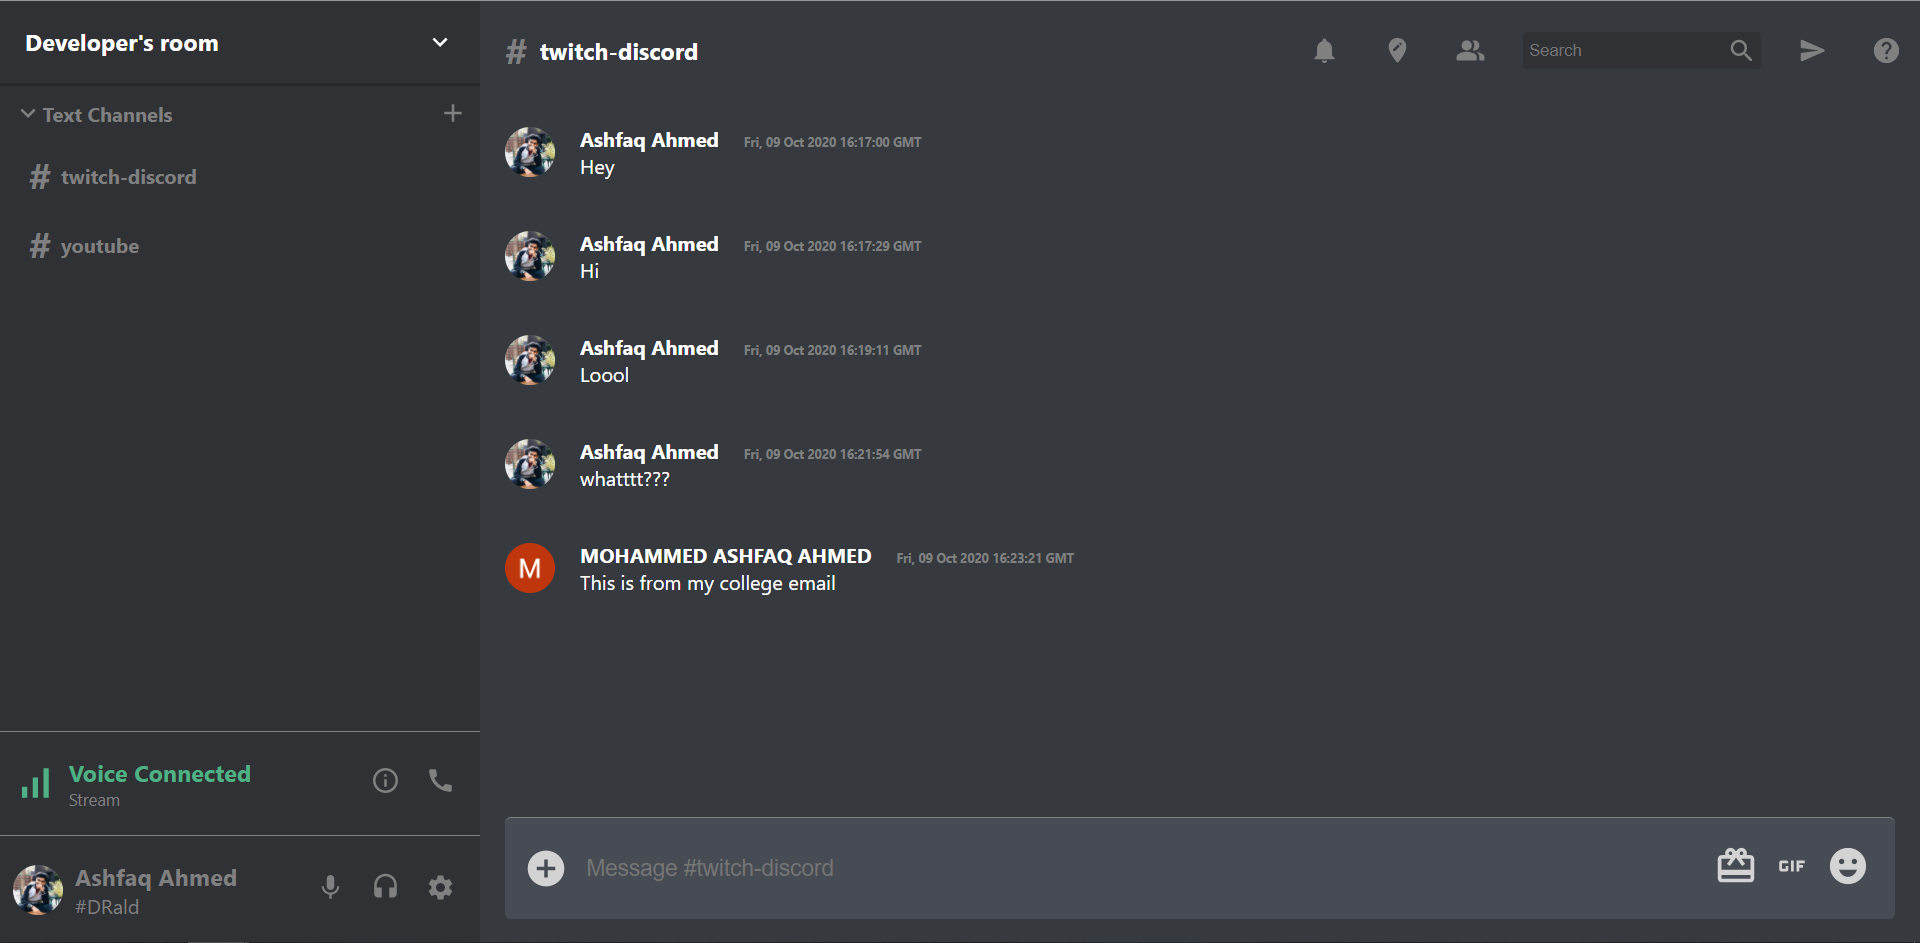 Developer's room
Text Channels
# twitch-discord
# youtube
Voice Connected
Stream
Ashfaq Ahmed
#DRald
# twitch-discord
Search
Ashfaq Ahmed Fri, 09 Oct 2020 16:17:00 GMT
Hey
Ashfaq Ahmed Fri, 09 Oct 2020 16:17:29 GMT
Hi
Ashfaq Ahmed Fri, 09 Oct 2020 16:19:11 GMT
Loool
Ashfaq Ahmed Fri, 09 Oct 2020 16:21:54 GMT
whatttt???
M
MOHAMMED ASHFAQ AHMED Fri, 09 Oct 2020 16:23:21 GMT
This is from my college email
Message #twitch-discord
GIF